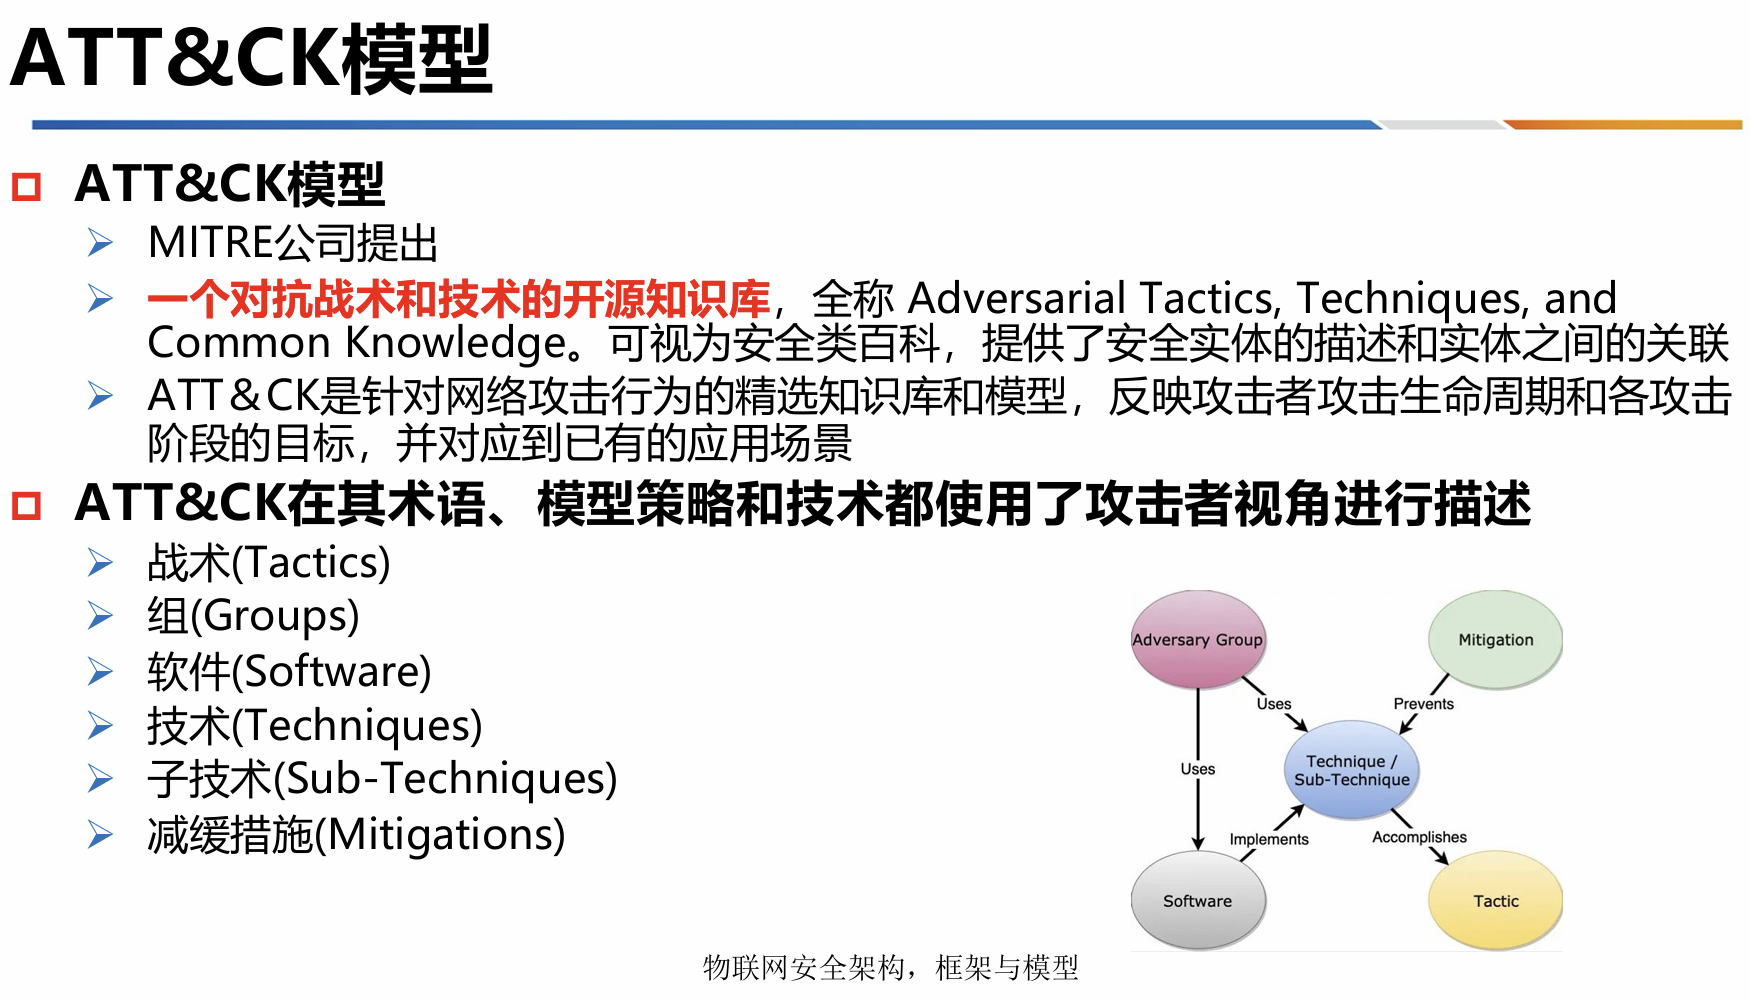 ATT&CK模型
ATT&CK模型
MITRE公司提出
一个对抗战术和技术的开源知识库，全称 Adversarial Tactics, Techniques, and
Common Knowledge。可视为安全类百科，提供了安全实体的描述和实体之间的关联
ATT＆CK是针对网络攻击行为的精选知识库和模型，反映攻击者攻击生命周期和各攻击
阶段的目标，并对应到已有的应用场景
ATT&CK在其术语、模型策略和技术都使用了攻击者视角进行描述
战术(Tactics)
组(Groups)
软件(Software)
技术(Techniques)
子技术(Sub-Techniques)
减缓措施(Mitigations)
Adversary Group
Mitigation
Uses
Prevents
Technique /
Sub-Technique
Uses
Implements
Accomplishes
Software
Tactic
物联网安全架构，框架与模型